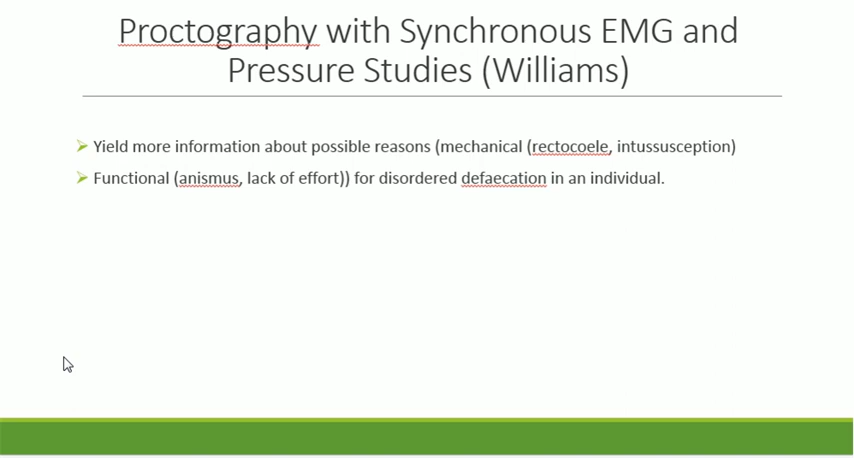 Proctography with Synchronous EMG and
Pressure Studies (Williams)
Yield more information about possible reasons (mechanical (rectocoele, intussusception)
Functional (anismus, lack of effort)) for disordered defaecation in an individual.